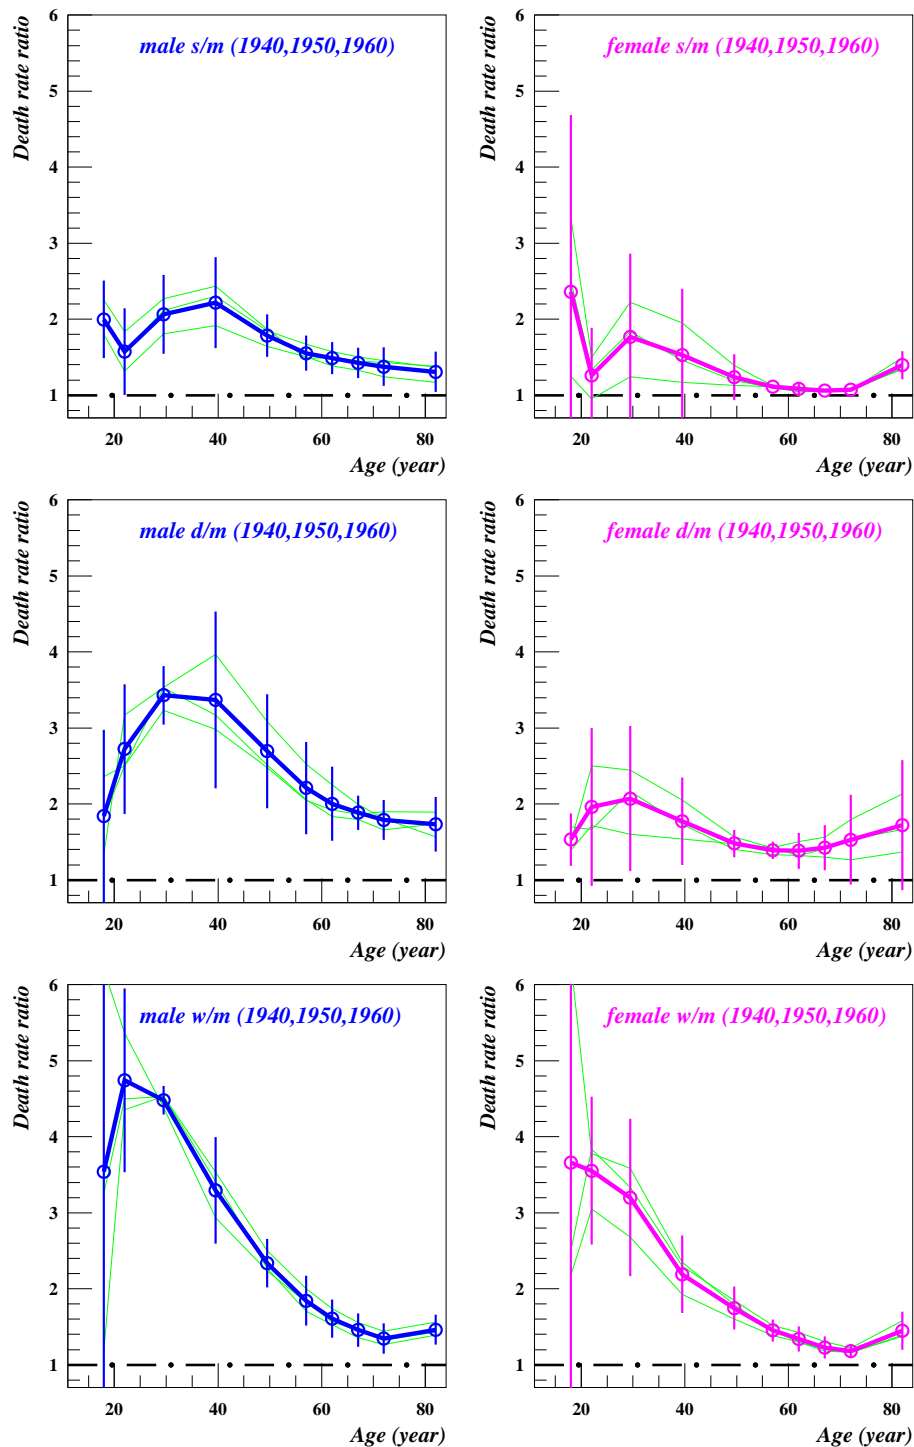 male s/m (1940,1950,1960)
Death rate ratio
6
5
4
3
2
1
20 40 60 80
Age (year)
female s/m (1940,1950,1960)
Death rate ratio
6
5
4
3
2
1
20 40 60 80
Age (year)
male d/m (1940,1950,1960)
Death rate ratio
6
5
4
3
2
1
20 40 60 80
Age (year)
female d/m (1940,1950,1960)
Death rate ratio
6
5
4
3
2
1
20 40 60 80
Age (year)
male w/m (1940,1950,1960)
Death rate ratio
6
5
4
3
2
1
20 40 60 80
Age (year)
female w/m (1940,1950,1960)
Death rate ratio
6
5
4
3
2
1
20 40 60 80
Age (year)